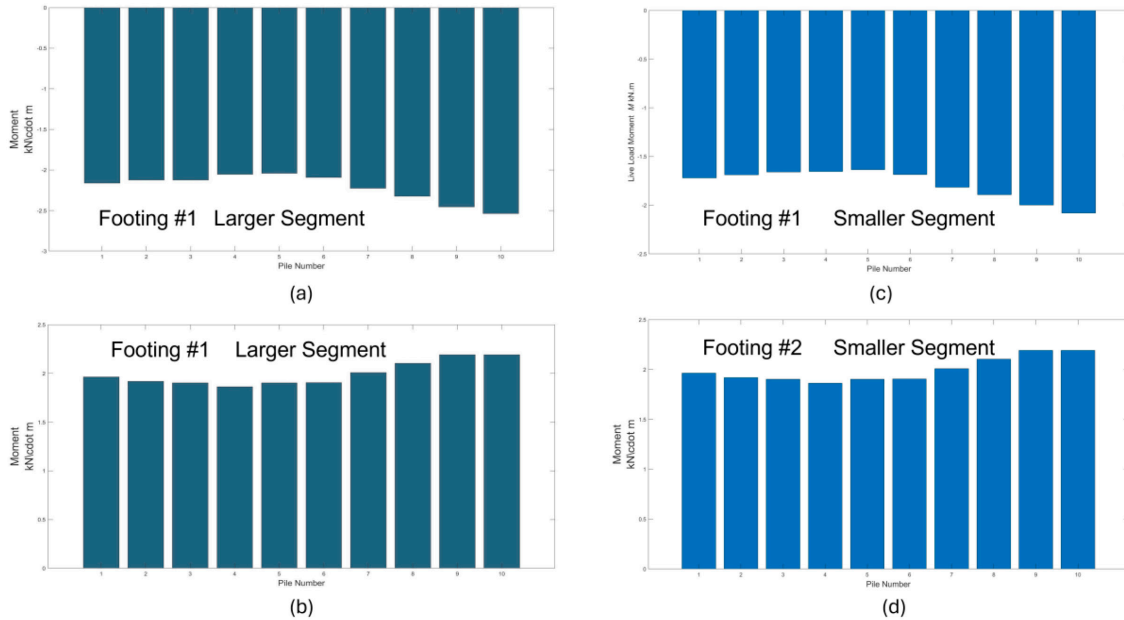 0
-0.5
-1
-1.5
-2
-2.5
-3
Moment
kN\cdot m
Footing #1 Larger Segment
1 2 3 4 5 6 7 8 9 10
Pile Number
(a)
0
-0.5
-1
-1.5
-2
-2.5
Live Load Moment M kN.m
Footing #1 Smaller Segment
1 2 3 4 5 6 7 8 9 10
Pile Number
(c)
2.5
2
1.5
1
0.5
0
Moment
kN\cdot m
Footing #1 Larger Segment
1 2 3 4 5 6 7 8 9 10
Pile Number
(b)
2.5
2
1.5
1
0.5
0
Moment
kN\cdot m
Footing #2 Smaller Segment
1 2 3 4 5 6 7 8 9 10
Pile Number
(d)